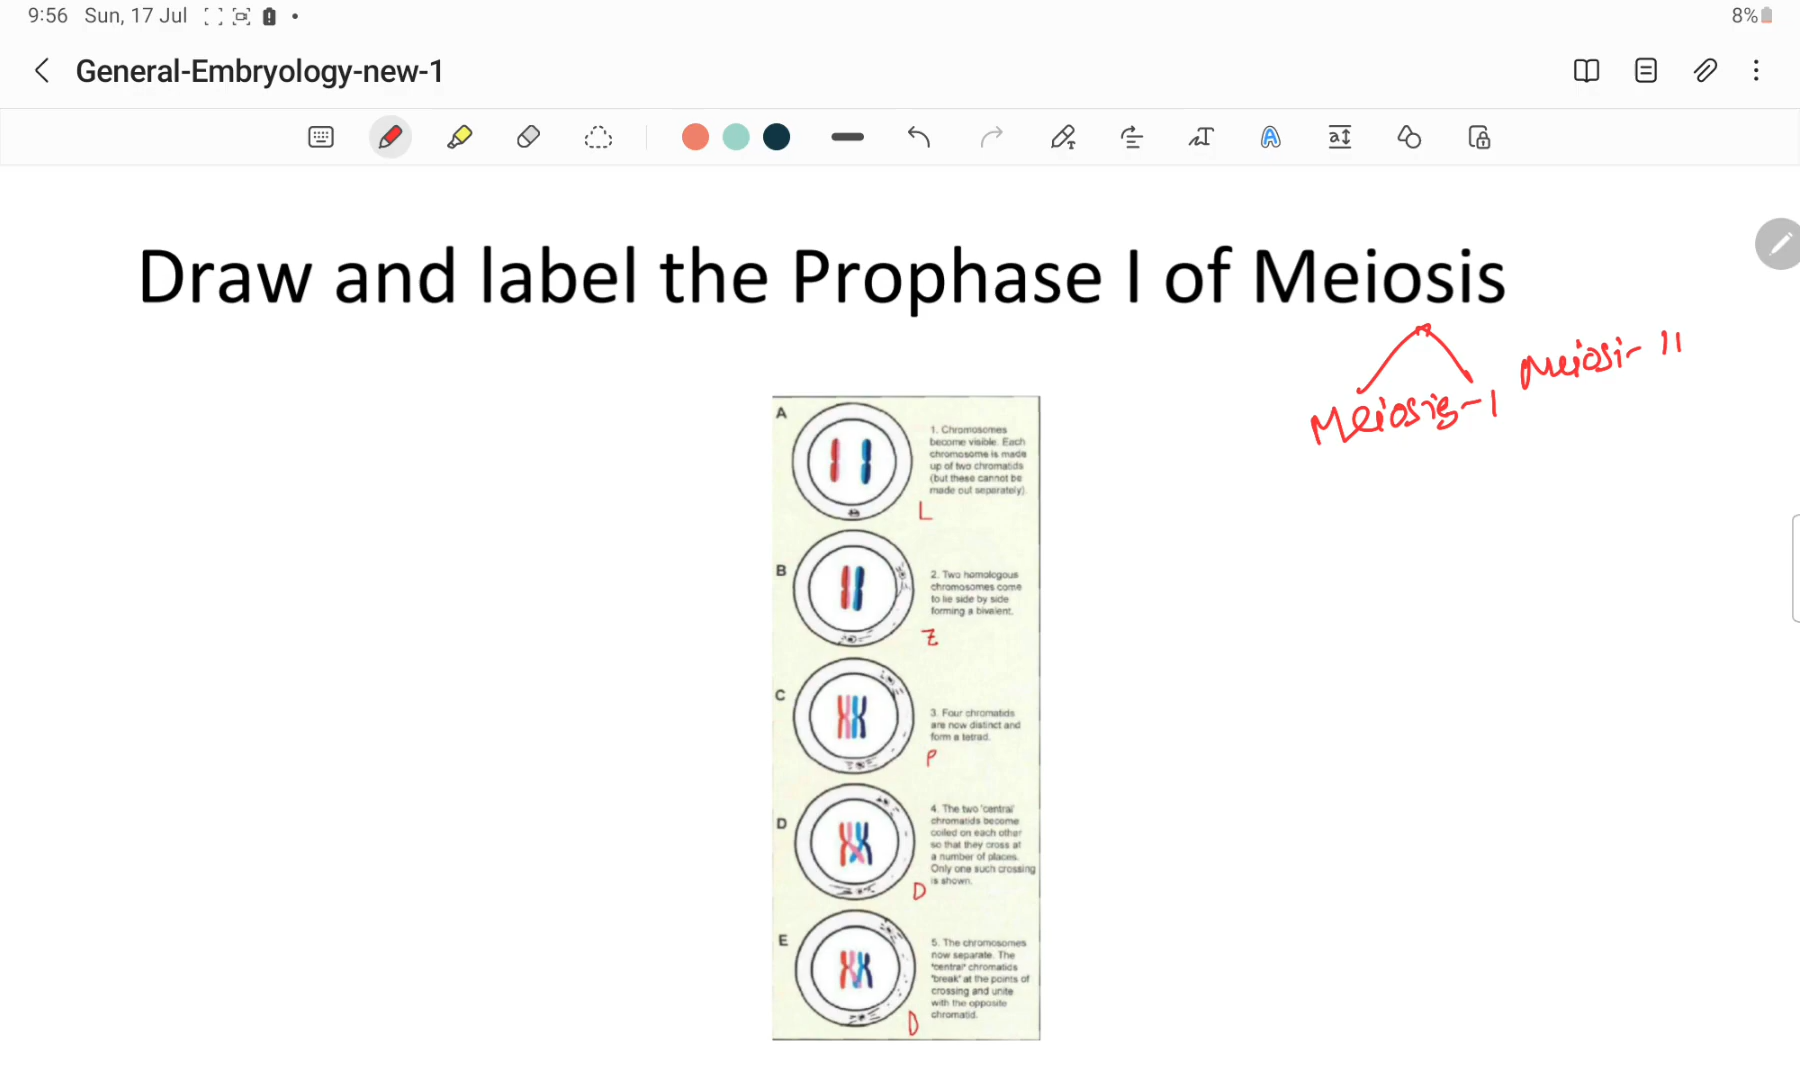 9:56 Sun, 17 Jul
8%
General-Embryology-new-1
Draw and label the Prophase I of Meiosis
Meiosis-I
Meiosi- II
A
1. Chromosomes
become visible. Each
chromosome is made
up of two chromatids
(but these cannot be
made out separately).
L
B
2. Two homologous
chromosomes come
to lie side by side
forming a bivalent.
Z
C
3. Four chromatids
are now distinct and
form a tetrad.
P
D
4. The two 'central'
chromatids become
coiled on each other
so that they cross at
a number of places.
Only one such crossing
is shown.
D
E
5. The chromosomes
now separate. The
'central' chromatids
'break' at the points of
crossing and unite
with the opposite
chromatid.
D